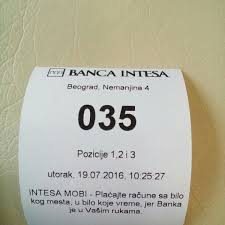 BANCA INTESA
Beograd, Nemanjina 4
035
Pozicije 1,2 i 3
utorak, 19.07.2016, 10:25:27
INTESA MOBI - Plaćajte račune sa bilo
kog mesta, u bilo koje vreme, jer Banka
je u Vašim rukama.